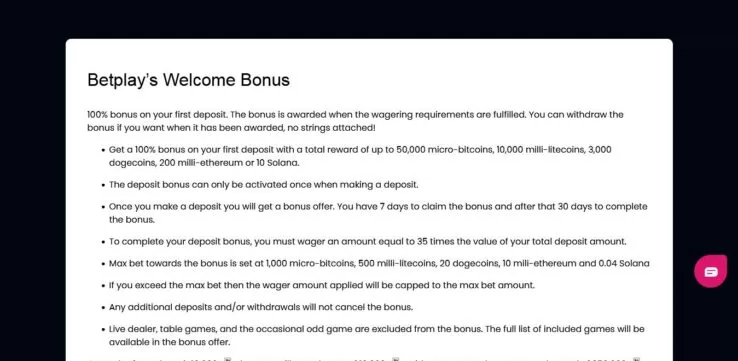 Betplay's Welcome Bonus
100% bonus on your first deposit. The bonus is awarded when the wagering requirements are fulfilled. You can withdraw the
bonus if you want when it has been awarded, no strings attached!
• Get a 100% bonus on your first deposit with a total reward of up to 50,000 micro-bitcoins, 10,000 milli-litecoins, 3,000
dogecoins, 200 milli-ethereum or 10 Solana.
• The deposit bonus can only be activated once when making a deposit.
• Once you make a deposit you will get a bonus offer. You have 7 days to claim the bonus and after that 30 days to complete
the bonus.
• To complete your deposit bonus, you must wager an amount equal to 35 times the value of your total deposit amount.
• Max bet towards the bonus is set at 1,000 micro-bitcoins, 500 milli-litecoins, 20 dogecoins, 10 mili-ethereum and 0.04 Solana
• If you exceed the max bet then the wager amount applied will be capped to the max bet amount.
• Any additional deposits and/or withdrawals will not cancel the bonus.
• Live dealer, table games, and the occasional odd game are excluded from the bonus. The full list of included games will be
available in the bonus offer.